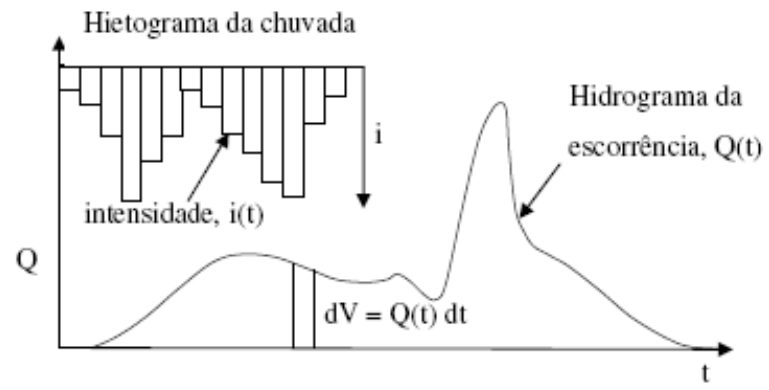 Hietograma da chuvada
Hidrograma da
escorrência, Q(t)
i
intensidade, i(t)
Q
dV = Q(t) dt
t